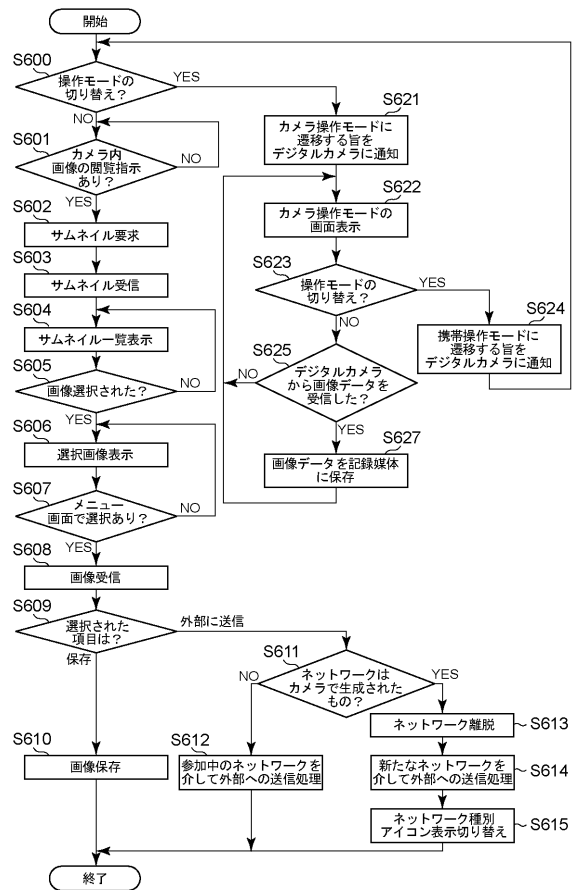 開始
S600
操作モードの
切り替え？
YES
NO
S601
カメラ内
画像の閲覧指示
あり？
NO
YES
S602
サムネイル要求
S603
サムネイル受信
S604
サムネイル一覧表示
S605
画像選択された？
NO
YES
S606
選択画像表示
S607
メニュー
画面で選択あり？
NO
YES
S608
画像受信
S609
選択された
項目は？
外部に送信
保存
S610
画像保存
終了
S621
カメラ操作モードに
遷移する旨を
デジタルカメラに通知
S622
カメラ操作モードの
画面表示
S623
操作モードの
切り替え？
YES
NO
S624
携帯操作モードに
遷移する旨を
デジタルカメラに通知
S625
デジタルカメラ
から画像データを
受信した？
NO
YES
S627
画像データを記録媒体
に保存
S611
ネットワークは
カメラで生成された
もの？
NO
YES
S612
参加中のネットワークを
介して外部への送信処理
ネットワーク離脱
S613
新たなネットワークを
介して外部への送信処理
S614
ネットワーク種別
アイコン表示切り替え
S615